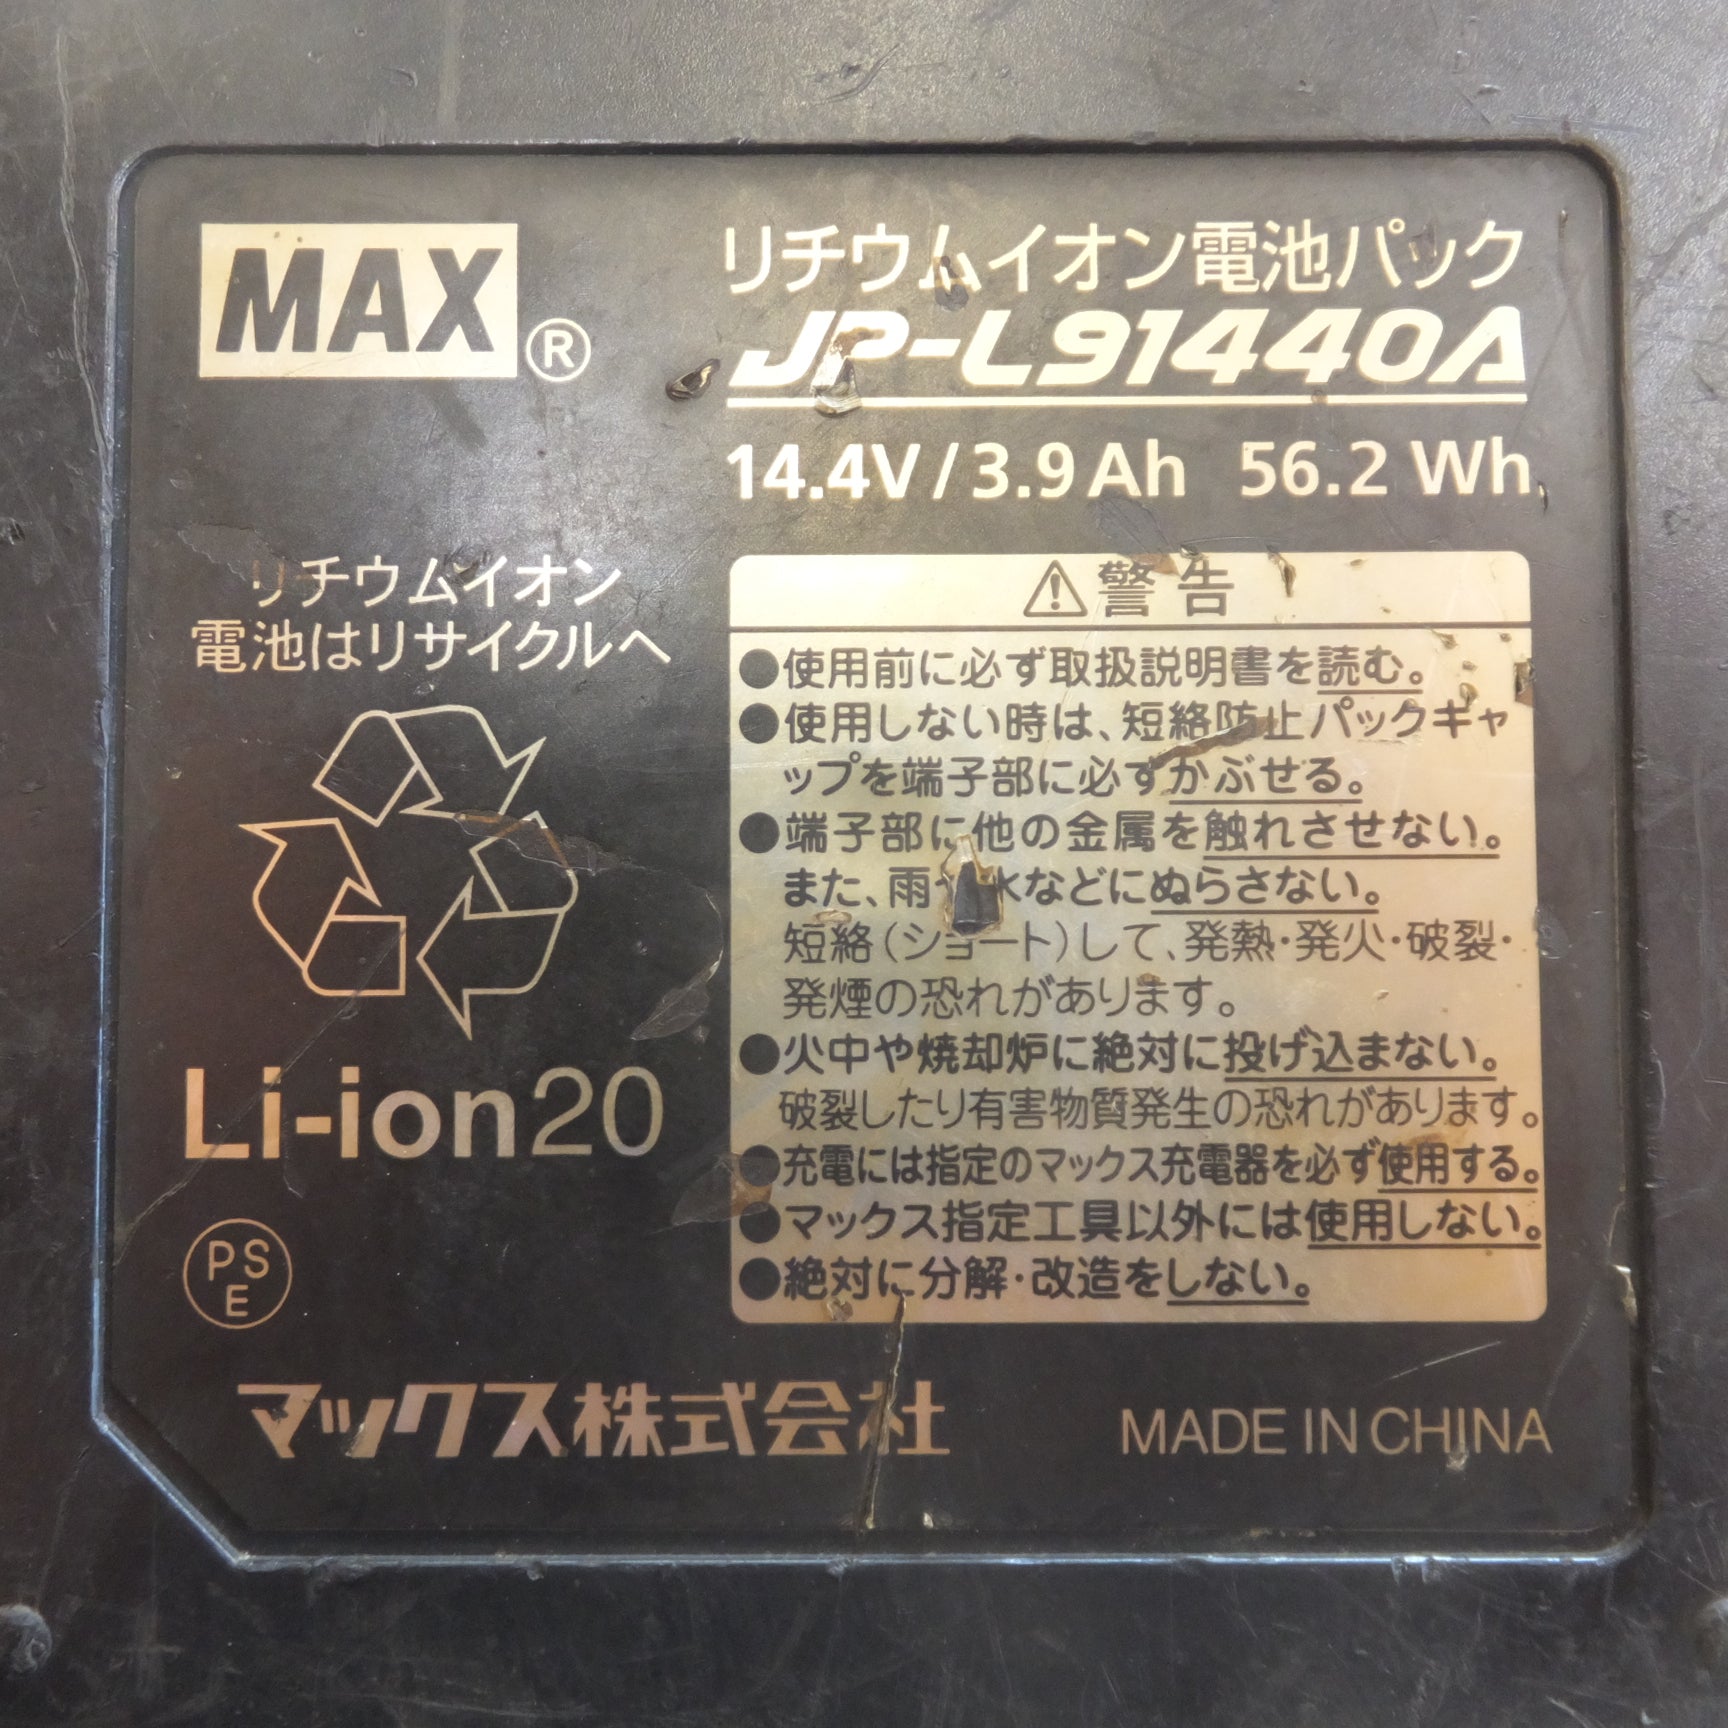 MAX®
リチウムイオン電池パック
JP-L91440A
14.4V/3.9Ah 56.2Wh
リチウムイオン
電池はリサイクルへ
Li-ion20
PS
E
⚠警告
●使用前に必ず取扱説明書を読む。
●使用しない時は、短絡防止パックキャ
ップを端子部に必ずかぶせる。
●端子部に他の金属を触れさせない。
また、雨や水などにぬらさない。
短絡(ショート)して、発熱・発火・破裂・
発煙の恐れがあります。
●火中や焼却炉に絶対に投げ込まない。
破裂したり有害物質発生の恐れがあります。
●充電には指定のマックス充電器を必ず使用する。
●マックス指定工具以外には使用しない。
●絶対に分解・改造をしない。
マックス株式会社
MADE IN CHINA